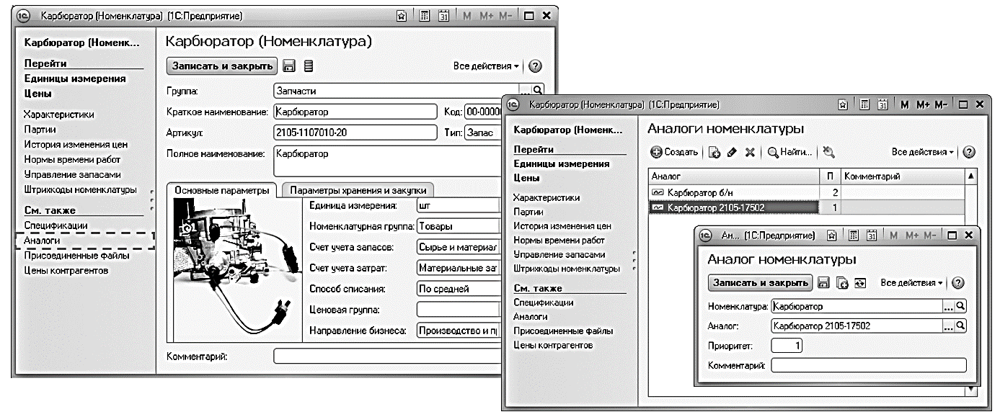 Карбюратор (Номенклатура) (1С:Предприятие)
M M+ M-
Карбюратор (Номенк...
Перейти
Единицы измерения
Цены
Характеристики
Партии
История изменения цен
Нормы времени работ
Управление запасами
Штрихкоды номенклатуры
См. также
Спецификации
Аналоги
Присоединенные файлы
Цены контрагентов
Карбюратор (Номенклатура)
Записать и закрыть
Все действия
Группа: Запчасти
Краткое наименование: Карбюратор Код: 00-00000
Артикул: 2105-1107010-20 Тип: Запас
Полное наименование: Карбюратор
Основные параметры Параметры хранения и закупки
Единица измерения: шт
Номенклатурная группа: Товары
Счет учета запасов: Сырье и материал
Счет учета затрат: Материальные за
Способ списания: По средней
Ценовая группа:
Направление бизнеса: Производство и п
Комментарий:
Карбюратор (Номенклатура) (1С:Предприятие)
M M+ M-
Карбюратор (Номенк...
Перейти
Единицы измерения
Цены
Характеристики
Партии
История изменения цен
Нормы времени работ
Управление запасами
Штрихкоды номенклатуры
См. также
Спецификации
Аналоги
Присоединенные файлы
Цены контрагентов
Аналоги номенклатуры
Создать Найти... Все действия
Аналог П Комментарий
Карбюратор б/н 2
Карбюратор 2105-17502 1
Ан... (1С:Предприятие) M M+ M-
Аналог номенклатуры
Записать и закрыть Все действия
Номенклатура: Карбюратор
Аналог: Карбюратор 2105-17502
Приоритет: 1
Комментарий: